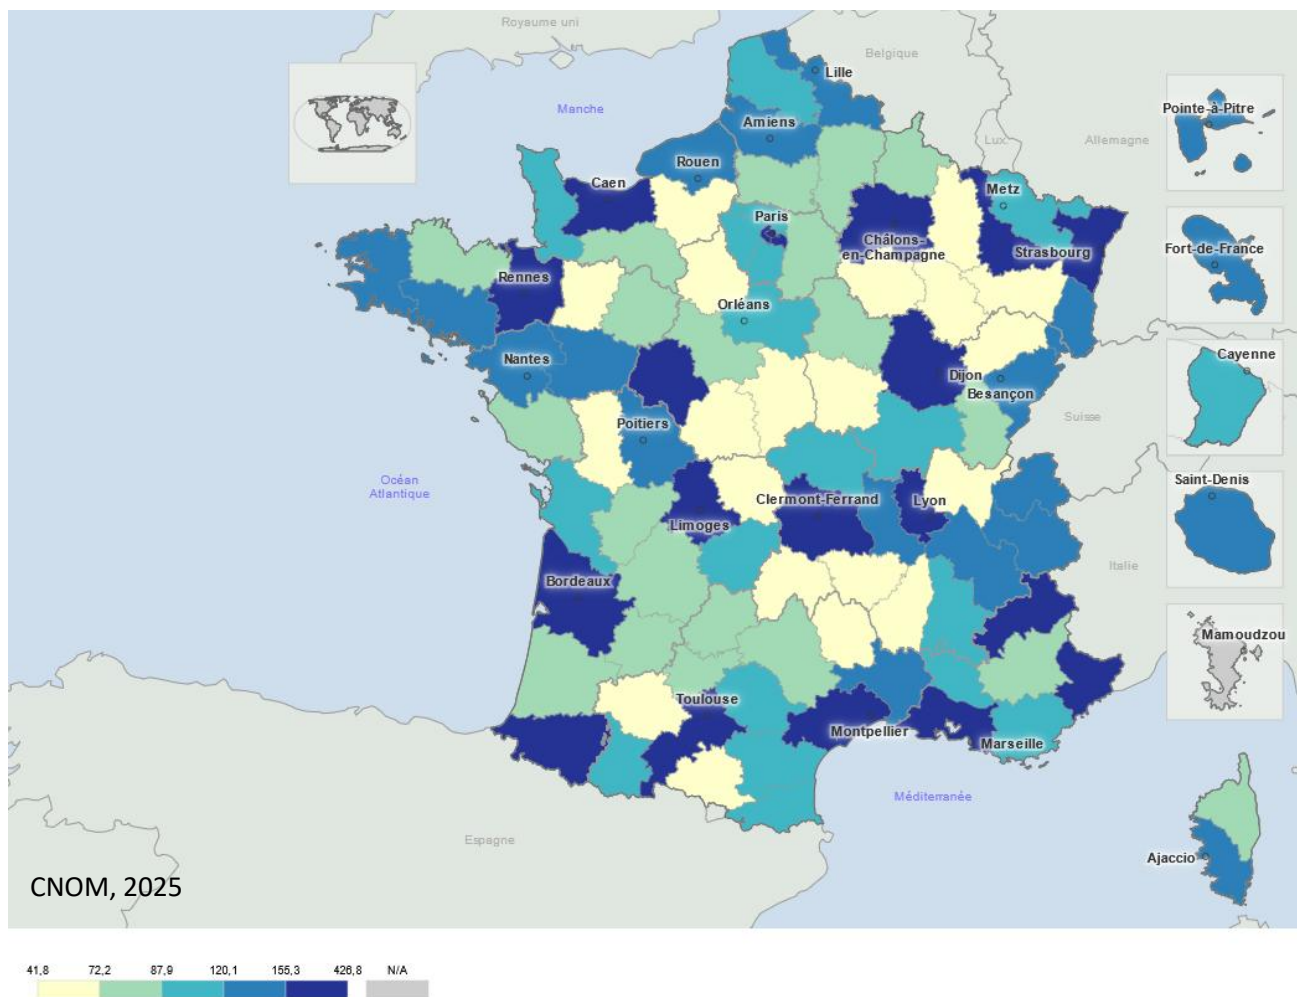 Royaume uni
Belgique
Lille
Manche
Pointe-à-Pitre
Amiens
Lux.
Allemagne
Rouen
Caen
Metz
Paris
Châlons-
en-Champagne
Strasbourg
Fort-de-France
Rennes
Orléans
Nantes
Dijon
Besançon
Cayenne
Suisse
Poitiers
Océan
Atlantique
Saint-Denis
Clermont-Ferrand
Lyon
Limoges
Italie
Bordeaux
Mamoudzou
Toulouse
Montpellier
Marseille
Méditerranée
Espagne
Ajaccio
CNOM, 2025
41,8 72,2 87,9 120,1 155,3 426,8 N/A